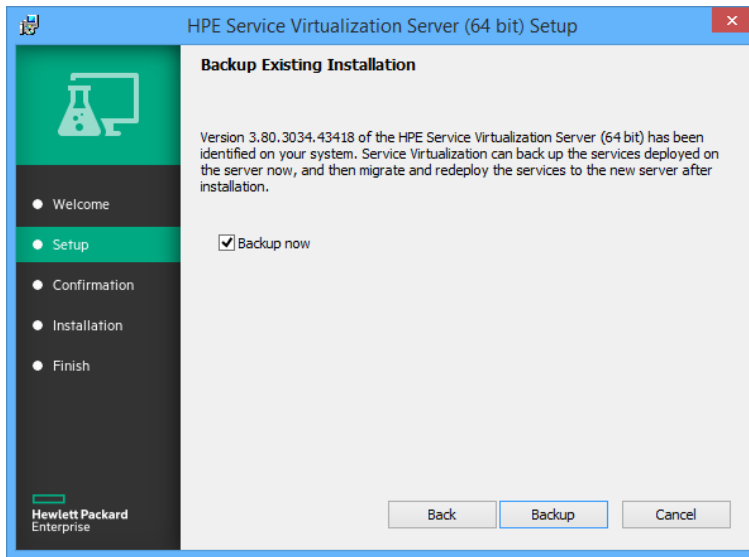 HPE Service Virtualization Server (64 bit) Setup
Backup Existing Installation
Version 3.80.3034.43418 of the HPE Service Virtualization Server (64 bit) has been
identified on your system. Service Virtualization can back up the services deployed on
the server now, and then migrate and redeploy the services to the new server after
installation.
Backup now
Welcome
Setup
Confirmation
Installation
Finish
Hewlett Packard
Enterprise
Back
Backup
Cancel